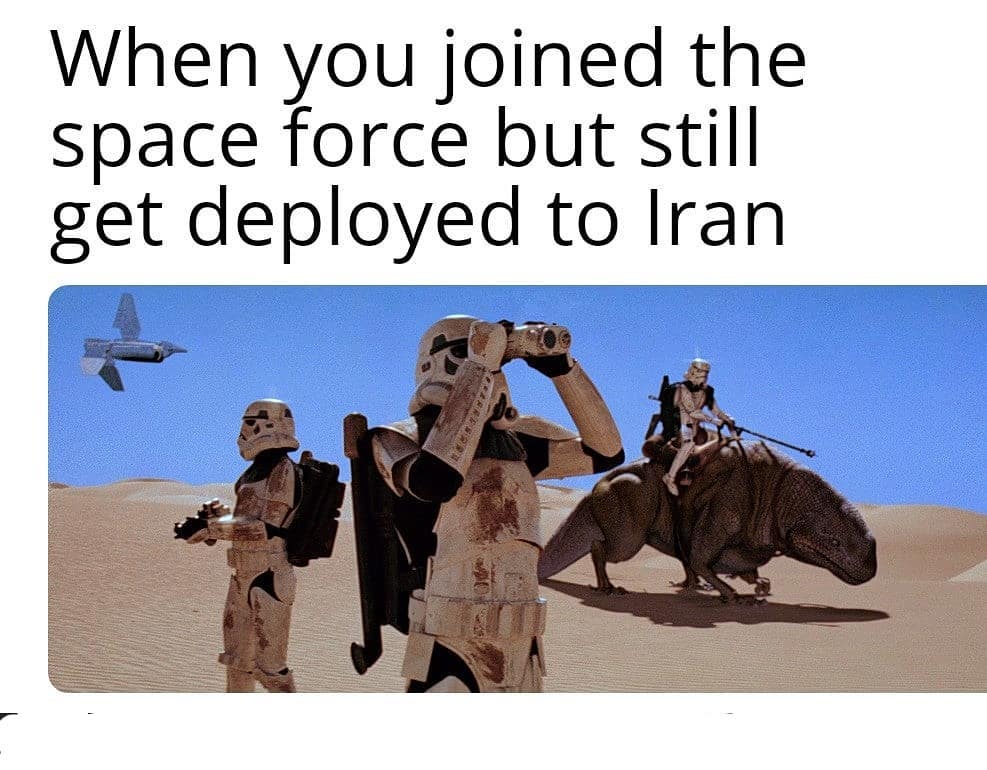 When you joined the
space force but still
get deployed to Iran